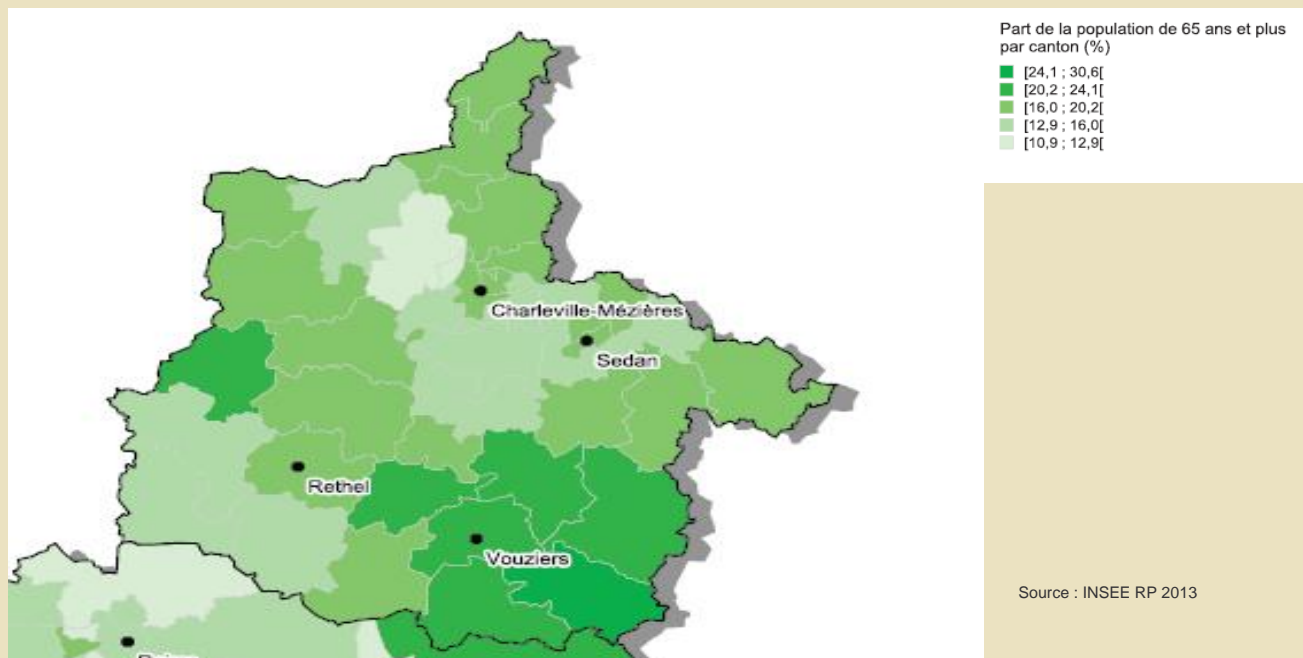 Part de la population de 65 ans et plus
par canton (%)
[24,1 ; 30,6[
[20,2 ; 24,1[
[16,0 ; 20,2[
[12,9 ; 16,0[
[10,9 ; 12,9[
Charleville-Mézières
Sedan
Rethel
Vouziers
Source : INSEE RP 2013